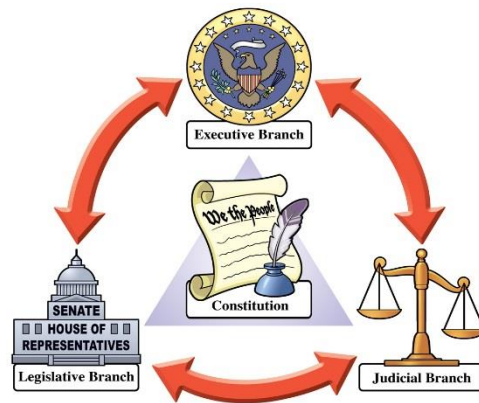 Executive Branch
We the People
Constitution
SENATE
HOUSE OF
REPRESENTATIVES
Legislative Branch
Judicial Branch